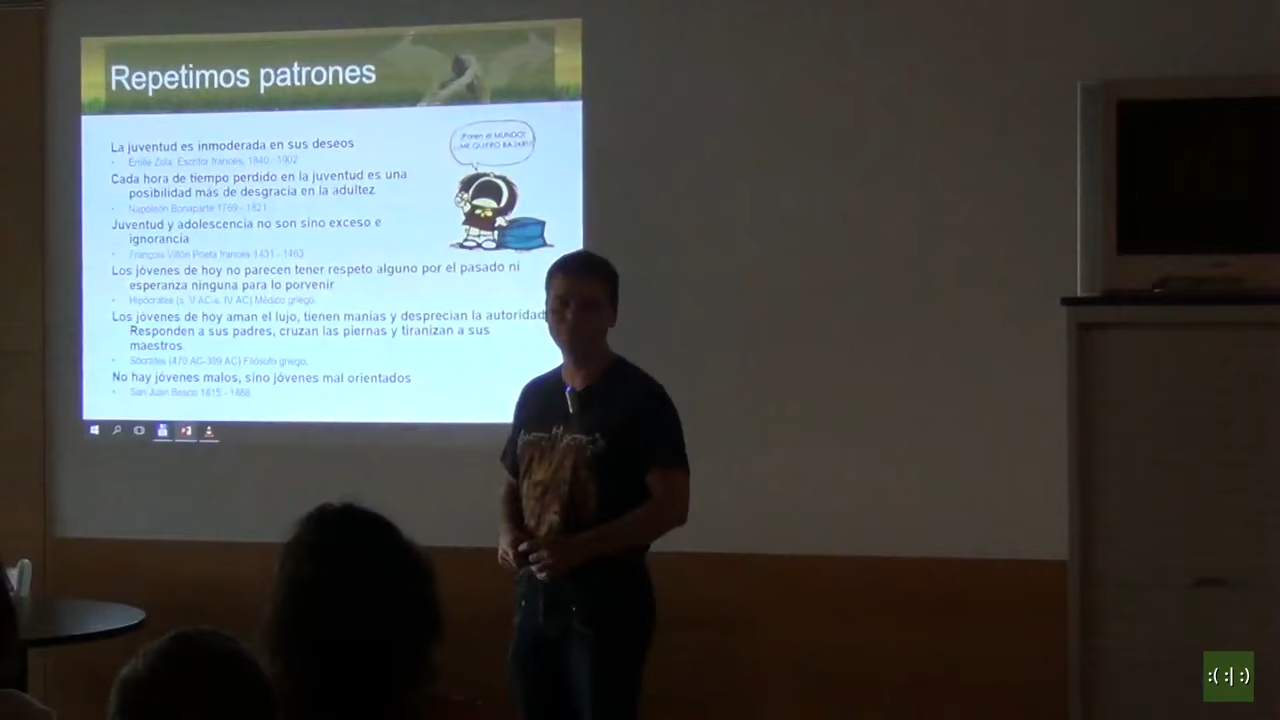 Repetimos patrones
¡Paren el MUNDO!
¡¡ME QUIERO BAJAR!!
La juventud es inmoderada en sus deseos
Emile Zola. Escritor francés, 1840 - 1902
Cada hora de tiempo perdido en la juventud es una
posibilidad más de desgracia en la adultez
Napoleón Bonaparte 1769 - 1821
Juventud y adolescencia no son sino exceso e
ignorancia
François Villón Poeta francés 1431 - 1463
Los jóvenes de hoy no parecen tener respeto alguno por el pasado ni
esperanza ninguna para lo porvenir
Hipócrates (s. V AC-s. IV AC) Médico griego.
Los jóvenes de hoy aman el lujo, tienen manías y desprecian la autoridad
Responden a sus padres, cruzan las piernas y tiranizan a sus
maestros
Sócrates (470 AC-399 AC) Filósofo griego.
No hay jóvenes malos, sino jóvenes mal orientados
San Juan Bosco 1815 - 1888
:( :| :)